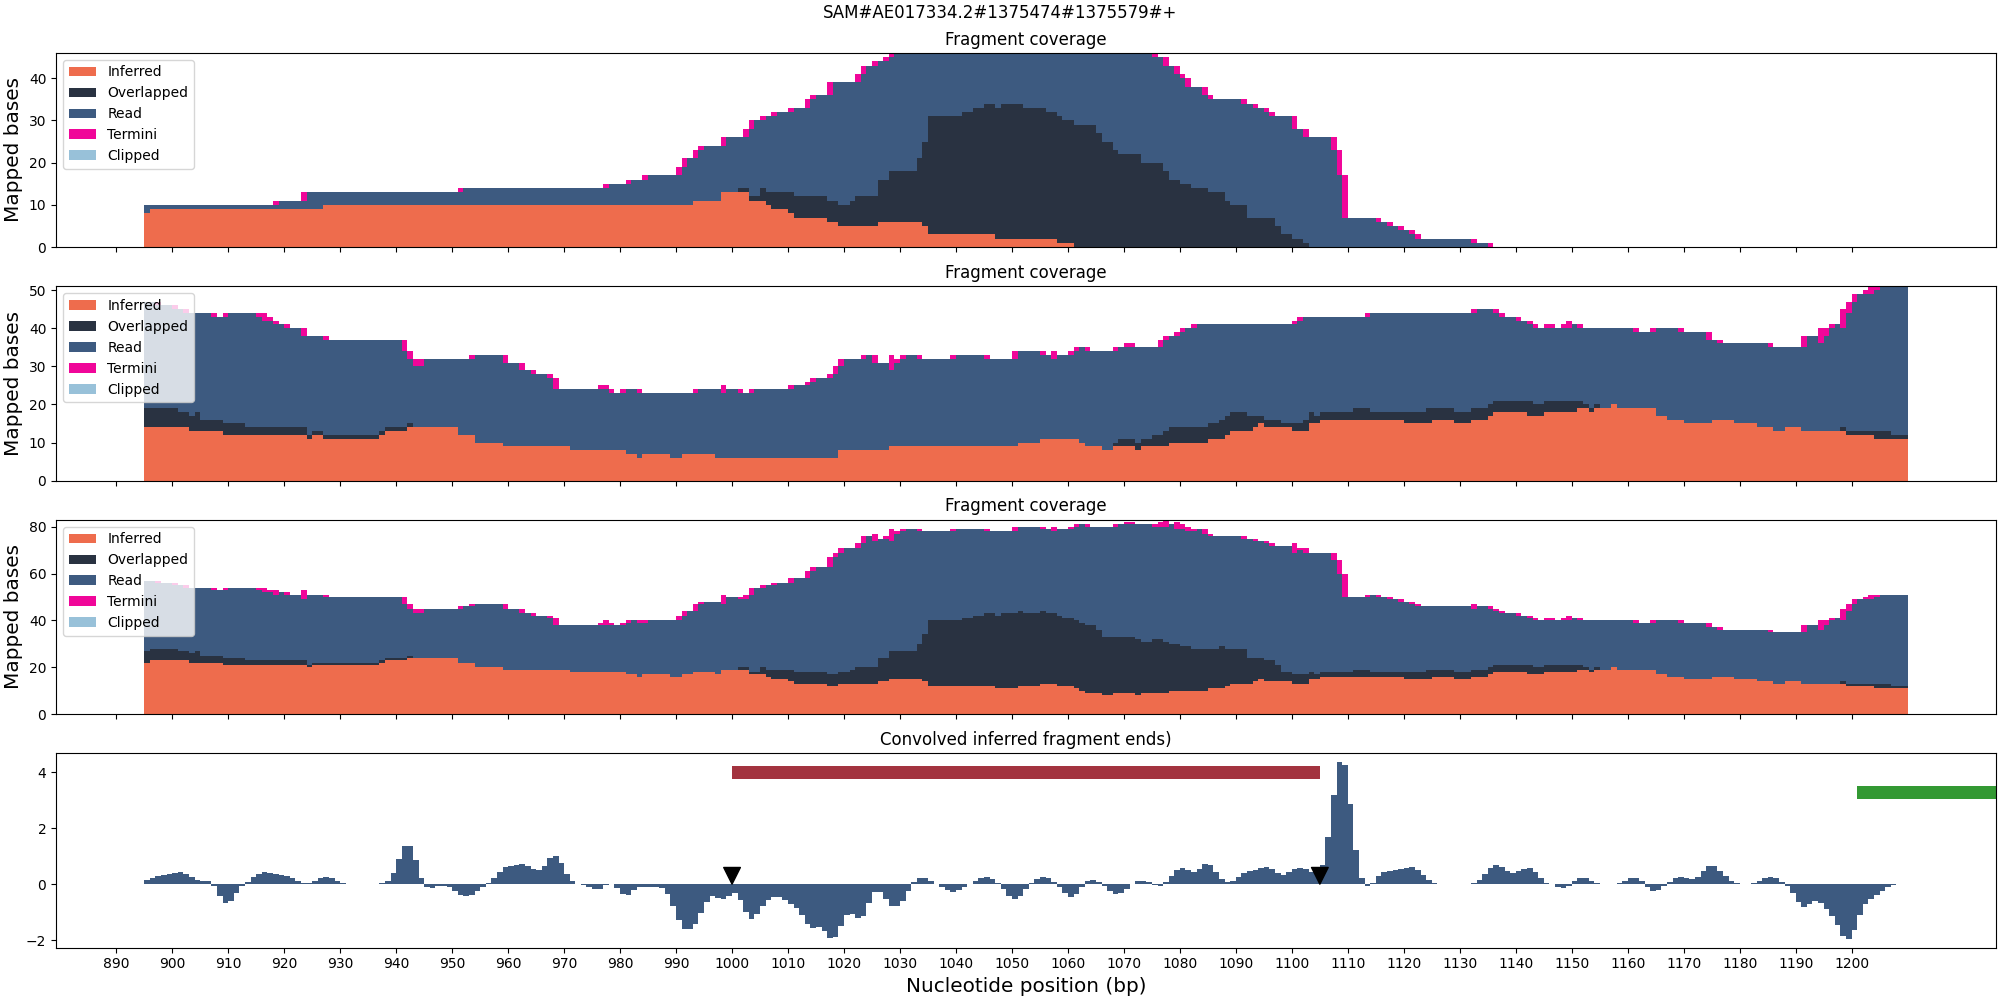 SAM#AE017334.2#1375474#1375579#+
Fragment coverage
Mapped bases
40
30
20
10
0
Inferred
Overlapped
Read
Termini
Clipped
Fragment coverage
Mapped bases
50
40
30
20
10
0
Inferred
Overlapped
Read
Termini
Clipped
Fragment coverage
Mapped bases
80
60
40
20
0
Inferred
Overlapped
Read
Termini
Clipped
Convolved inferred fragment ends)
4
2
0
−2
890 900 910 920 930 940 950 960 970 980 990 1000 1010 1020 1030 1040 1050 1060 1070 1080 1090 1100 1110 1120 1130 1140 1150 1160 1170 1180 1190 1200
Nucleotide position (bp)